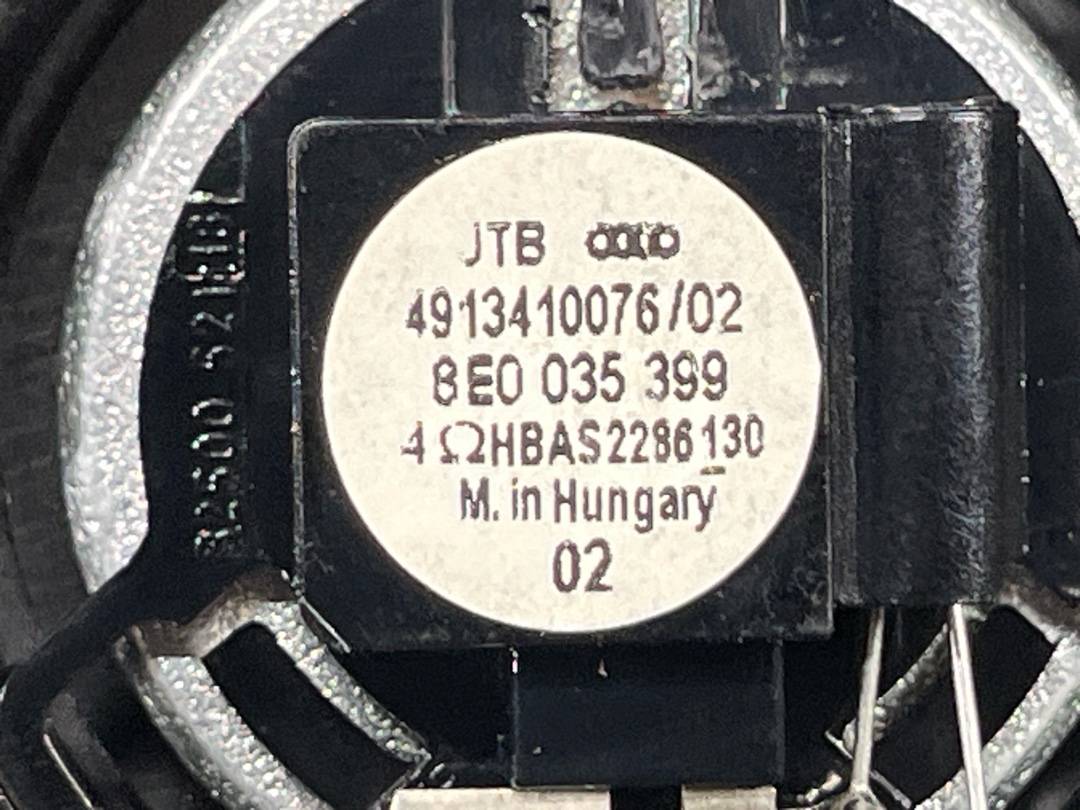 JTB
4913410076/02
8E0 035 399
4 ΩHBAS2286130
M. in Hungary
02